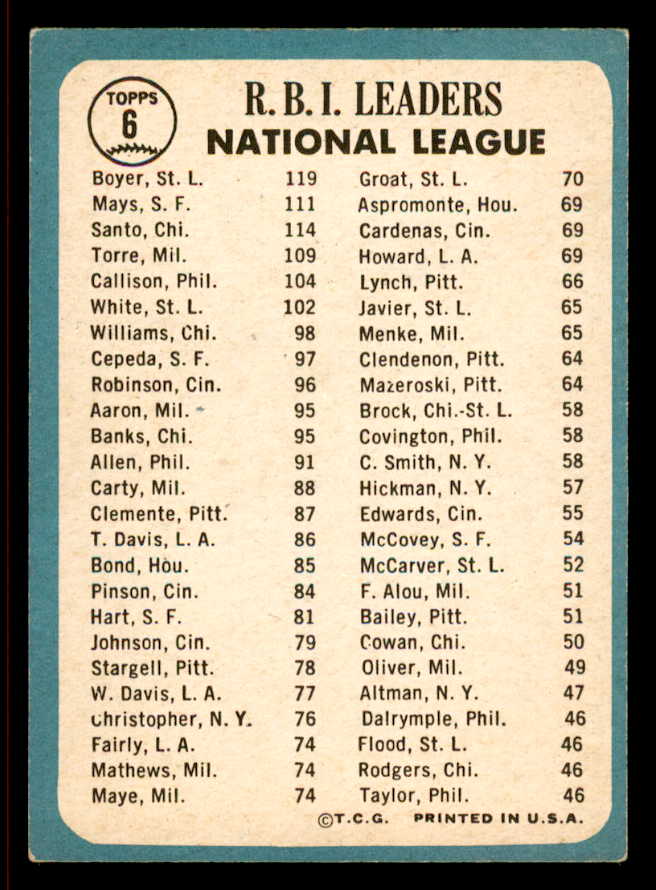 TOPPS
6
R. B. I. LEADERS
NATIONAL LEAGUE
Boyer, St. L. 119
Mays, S. F. 111
Santo, Chi. 114
Torre, Mil. 109
Callison, Phil. 104
White, St. L. 102
Williams, Chi. 98
Cepeda, S. F. 97
Robinson, Cin. 96
Aaron, Mil. 95
Banks, Chi. 95
Allen, Phil. 91
Carty, Mil. 88
Clemente, Pitt. 87
T. Davis, L. A. 86
Bond, Hou. 85
Pinson, Cin. 84
Hart, S. F. 81
Johnson, Cin. 79
Stargell, Pitt. 78
W. Davis, L. A. 77
Christopher, N. Y. 76
Fairly, L. A. 74
Mathews, Mil. 74
Maye, Mil. 74
Groat, St. L. 70
Aspromonte, Hou. 69
Cardenas, Cin. 69
Howard, L. A. 69
Lynch, Pitt. 66
Javier, St. L. 65
Menke, Mil. 65
Clendenon, Pitt. 64
Mazeroski, Pitt. 64
Brock, Chi.-St. L. 58
Covington, Phil. 58
C. Smith, N. Y. 58
Hickman, N. Y. 57
Edwards, Cin. 55
McCovey, S. F. 54
McCarver, St. L. 52
F. Alou, Mil. 51
Bailey, Pitt. 51
Cowan, Chi. 50
Oliver, Mil. 49
Altman, N. Y. 47
Dalrymple, Phil. 46
Flood, St. L. 46
Rodgers, Chi. 46
Taylor, Phil. 46
©T.C.G. PRINTED IN U.S.A.